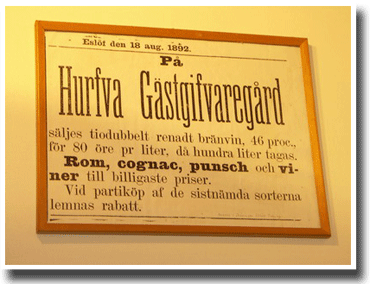 Eslöf den 18 aug. 1892.
På
Hurfva Gästgifvaregård
säljes tiodubbelt renadt bränvin, 46 proc.,
för 80 öre pr liter, då hundra liter tagas.
Rom, cognac, punsch och vi-
ner till billigaste priser.
Vid partiköp af de sistnämda sorterna
lemnas rabatt.